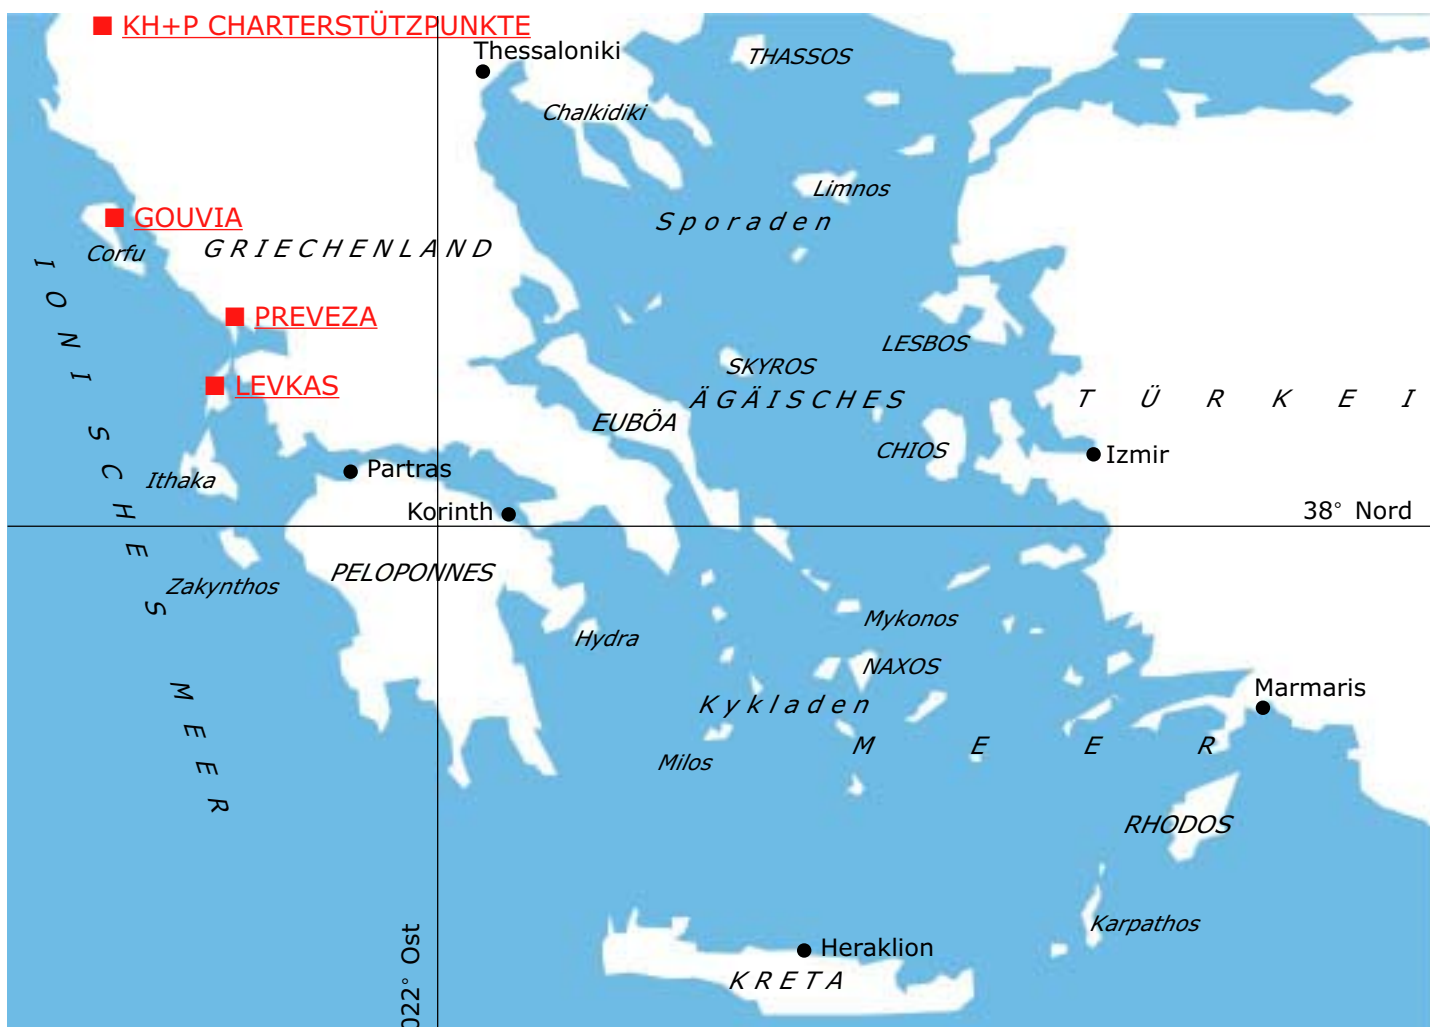 KH+P CHARTERSTÜTZPUNKTE
Thessaloniki
THASSOS
Chalkidiki
Limnos
GOUVIA
Sporaden
Corfu
GRIECHENLAND
IONISCHES MEER
PREVEZA
LESBOS
SKYROS
LEVKAS
ÄGÄISCHES
TÜRKEI
EUBÖA
CHIOS
Izmir
Partras
Ithaka
Korinth
38° Nord
PELOPONNES
Zakynthos
Mykonos
Hydra
NAXOS
Marmaris
Kykladen
MEER
Milos
RHODOS
Karpathos
Heraklion
KRETA
022° Ost